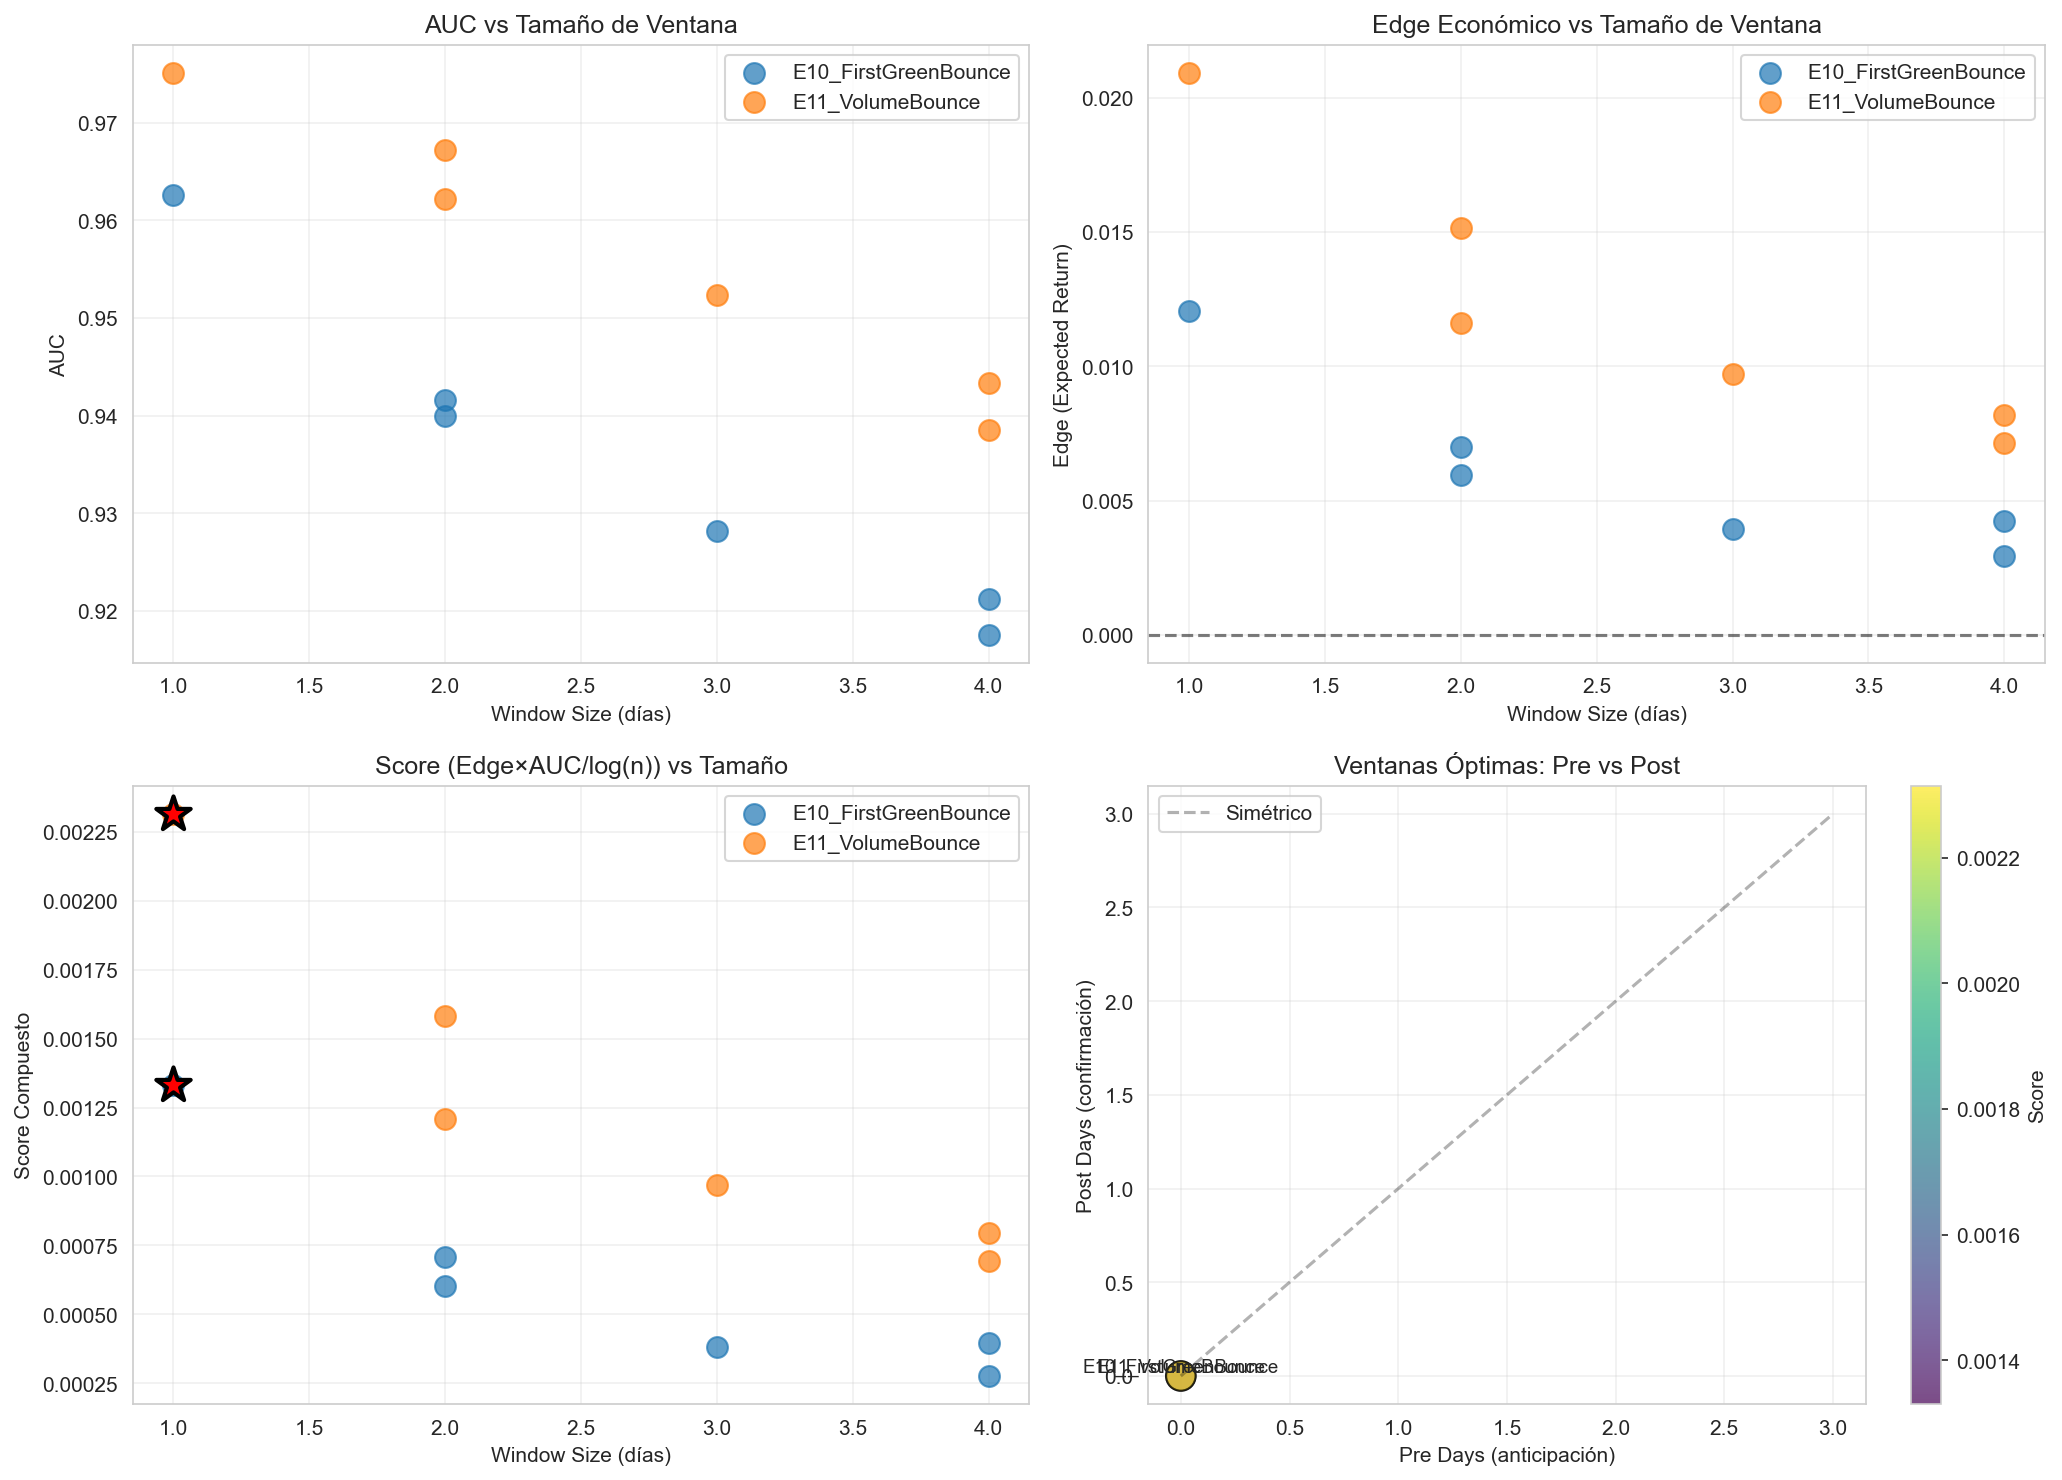 AUC vs Tamaño de Ventana
E10_FirstGreenBounce
E11_VolumeBounce
AUC
0.97
0.96
0.95
0.94
0.93
0.92
1.0 1.5 2.0 2.5 3.0 3.5 4.0
Window Size (días)
Edge Económico vs Tamaño de Ventana
E10_FirstGreenBounce
E11_VolumeBounce
Edge (Expected Return)
0.020
0.015
0.010
0.005
0.000
1.0 1.5 2.0 2.5 3.0 3.5 4.0
Window Size (días)
Score (Edge×AUC/log(n)) vs Tamaño
E10_FirstGreenBounce
E11_VolumeBounce
Score Compuesto
0.00225
0.00200
0.00175
0.00150
0.00125
0.00100
0.00075
0.00050
0.00025
1.0 1.5 2.0 2.5 3.0 3.5 4.0
Window Size (días)
Ventanas Óptimas: Pre vs Post
Simétrico
Post Days (confirmación)
3.0
2.5
2.0
1.5
1.0
0.5
0.0
E10_FirstGreenBounce
E11_VolumeBounce
0.0 0.5 1.0 1.5 2.0 2.5 3.0
Pre Days (anticipación)
0.0022
0.0020
0.0018
0.0016
0.0014
Score